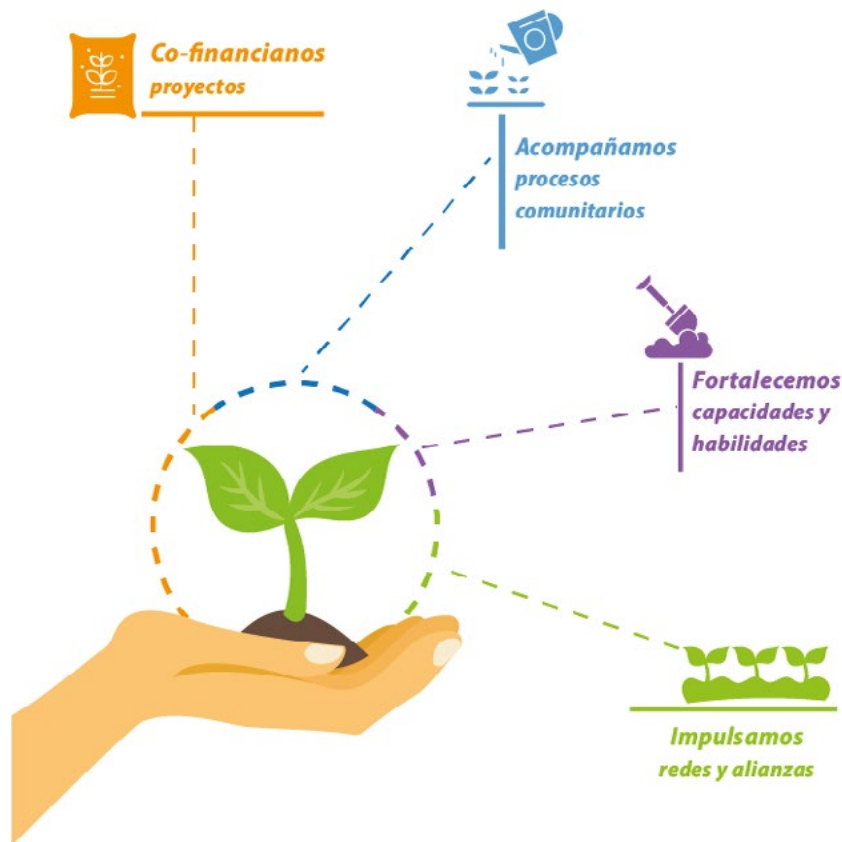 Co-financianos
proyectos
Acompañamos
procesos
comunitarios
Fortalecemos
capacidades y
habilidades
Impulsamos
redes y alianzas